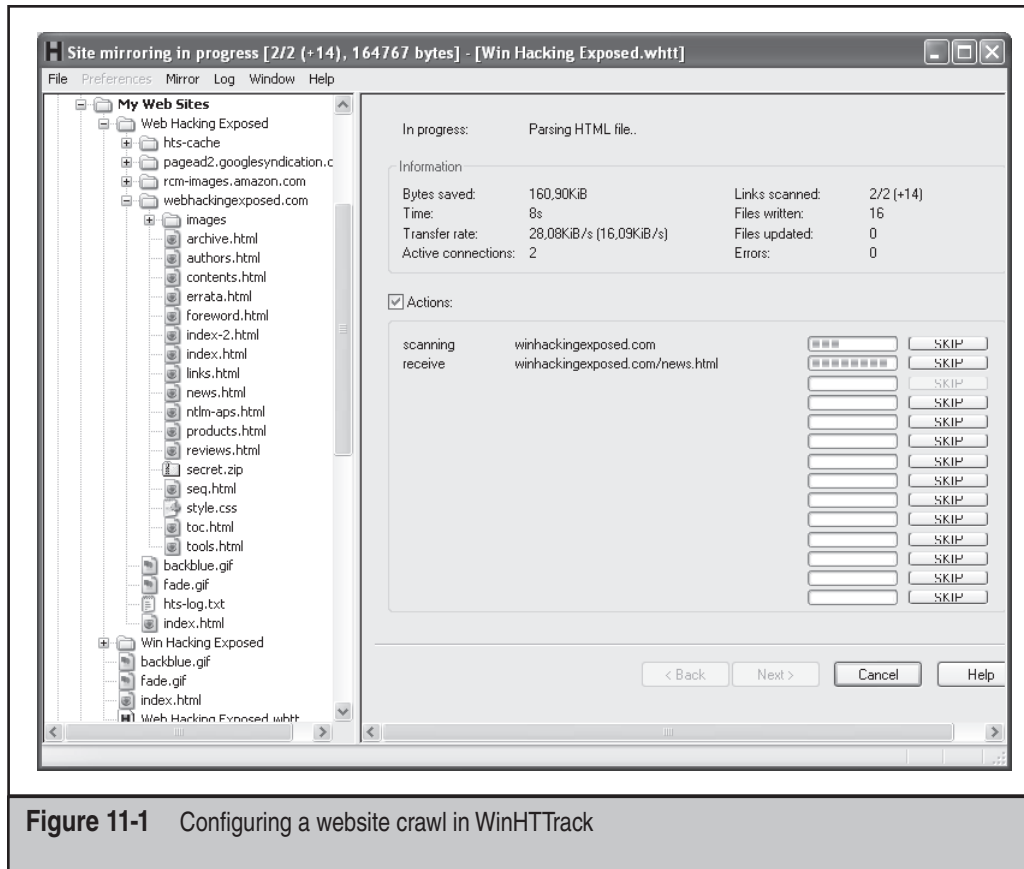 Site mirroring in progress [2/2 (+14), 164767 bytes] - [Win Hacking Exposed.whtt]
File Preferences Mirror Log Window Help
My Web Sites
Web Hacking Exposed
hts-cache
pagead2.googlesyndication.c
rcm-images.amazon.com
webhackingexposed.com
images
archive.html
authors.html
contents.html
errata.html
foreword.html
index-2.html
index.html
links.html
news.html
ntlm-aps.html
products.html
reviews.html
secret.zip
seq.html
style.css
toc.html
tools.html
backblue.gif
fade.gif
hts-log.txt
index.html
Win Hacking Exposed
backblue.gif
fade.gif
index.html
Web Hacking Exposed.whtt
In progress: Parsing HTML file..
Information
Bytes saved: 160,90KiB Links scanned: 2/2 (+14)
Time: 8s Files written: 16
Transfer rate: 28,08KiB/s (16,09KiB/s) Files updated: 0
Active connections: 2 Errors: 0
Actions:
scanning winhackingexposed.com SKIP
receive winhackingexposed.com/news.html SKIP
SKIP
SKIP
SKIP
SKIP
SKIP
SKIP
SKIP
SKIP
SKIP
SKIP
SKIP
SKIP
< Back Next > Cancel Help
Figure 11-1 Configuring a website crawl in WinHTTrack